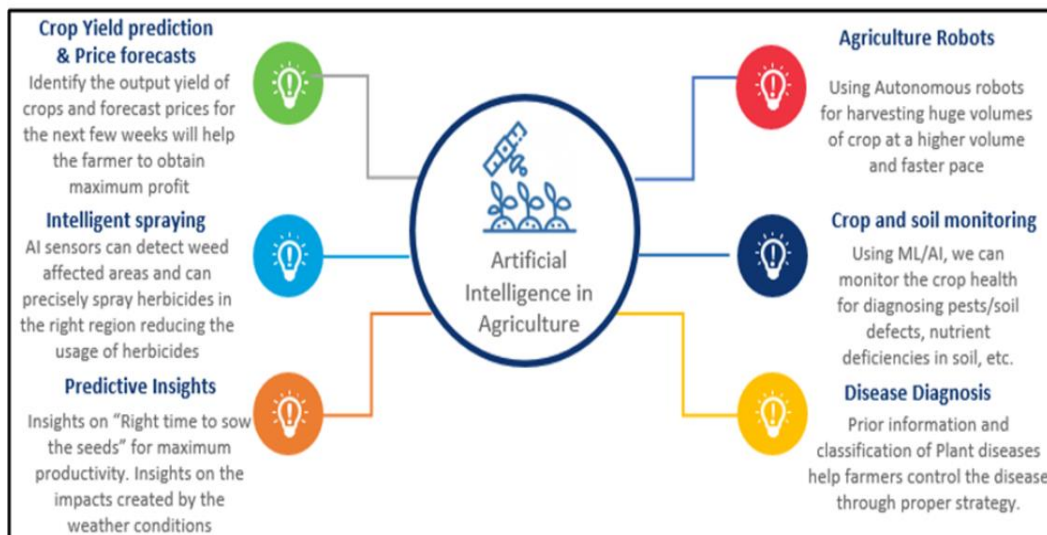 Crop Yield prediction
& Price forecasts
Identify the output yield of
crops and forecast prices for
the next few weeks will help
the farmer to obtain
maximum profit
Intelligent spraying
AI sensors can detect weed
affected areas and can
precisely spray herbicides in
the right region reducing the
usage of herbicides
Predictive Insights
Insights on “Right time to sow
the seeds” for maximum
productivity. Insights on the
impacts created by the
weather conditions
Artificial
Intelligence in
Agriculture
Agriculture Robots
Using Autonomous robots
for harvesting huge volumes
of crop at a higher volume
and faster pace
Crop and soil monitoring
Using ML/AI, we can
monitor the crop health
for diagnosing pests/soil
defects, nutrient
deficiencies in soil, etc.
Disease Diagnosis
Prior information and
classification of Plant diseases
help farmers control the disease
through proper strategy.